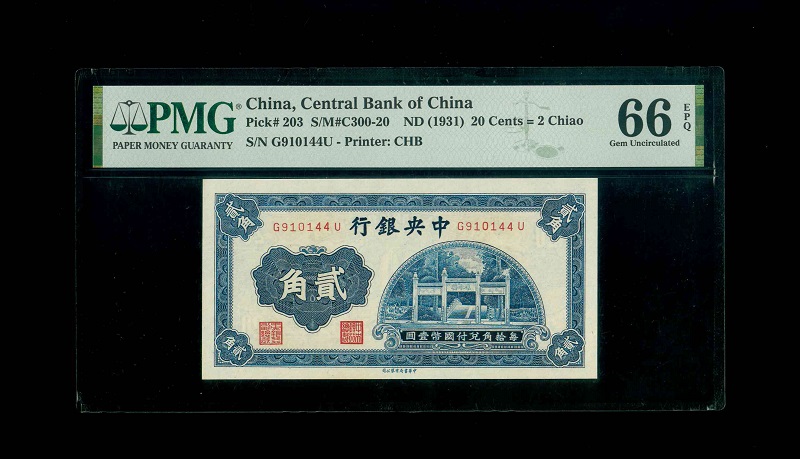 PMG®
PAPER MONEY GUARANTY
China, Central Bank of China
Pick# 203 S/M#C300-20 ND (1931) 20 Cents = 2 Chiao
S/N G910144U - Printer: CHB
66 EPQ
Gem Uncirculated
貳角
貳角
行銀央中
G910144U
G910144U
角貳
圓壹幣國付兌角拾每
貳角
貳角